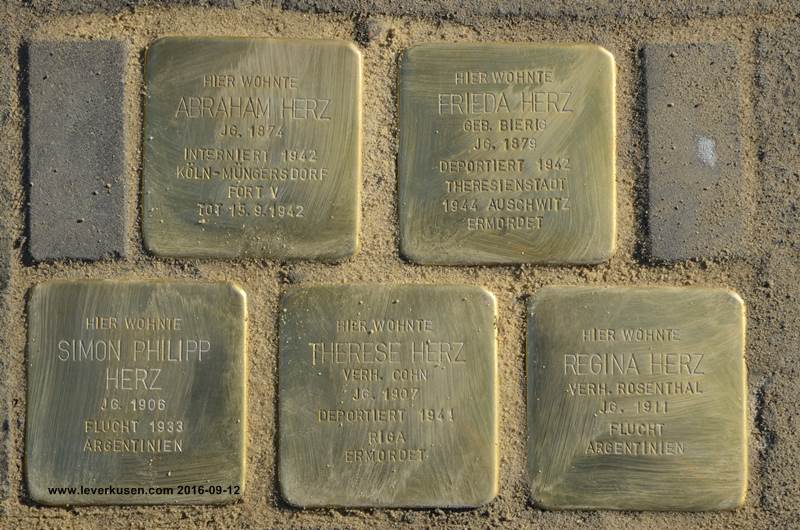 HIER WOHNTE
ABRAHAM HERZ
JG. 1874
INTERNIERT 1942
KÖLN-MÜNGERSDORF
FORT V
TOT 15.9.1942
HIER WOHNTE
FRIEDA HERZ
GEB. BIERIG
JG. 1879
DEPORTIERT 1942
THERESIENSTADT
1944 AUSCHWITZ
ERMORDET
HIER WOHNTE
SIMON PHILIPP
HERZ
JG. 1906
FLUCHT 1933
ARGENTINIEN
HIER WOHNTE
THERESE HERZ
VERH. COHN
JG. 1907
DEPORTIERT 1941
RIGA
ERMORDET
HIER WOHNTE
REGINA HERZ
VERH. ROSENTHAL
JG. 1911
FLUCHT
ARGENTINIEN
www.leverkusen.com 2016-09-12